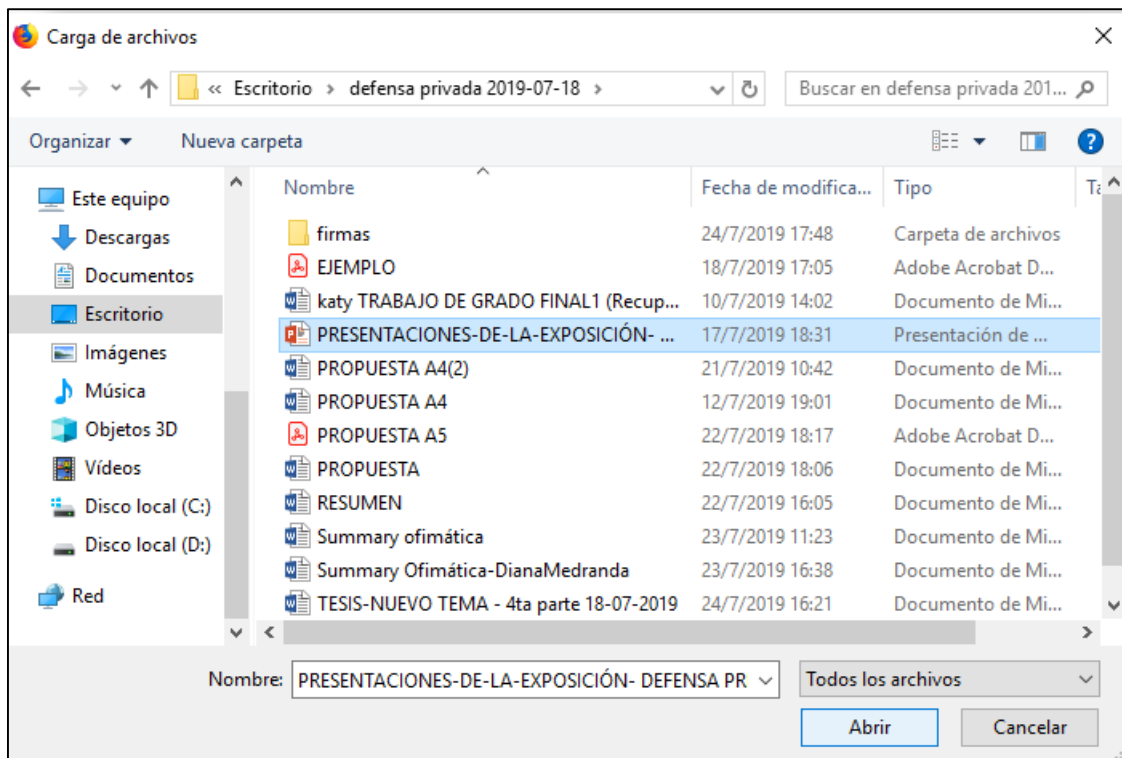 Carga de archivos
« Escritorio › defensa privada 2019-07-18 › Buscar en defensa privada 201...
Organizar Nueva carpeta
Nombre Fecha de modifica... Tipo Ta
Este equipo
Descargas
Documentos
Escritorio
Imágenes
Música
Objetos 3D
Vídeos
Disco local (C:)
Disco local (D:)
Red
firmas 24/7/2019 17:48 Carpeta de archivos
EJEMPLO 18/7/2019 17:05 Adobe Acrobat D...
katy TRABAJO DE GRADO FINAL1 (Recup... 10/7/2019 14:02 Documento de Mi...
PRESENTACIONES-DE-LA-EXPOSICIÓN- ... 17/7/2019 18:31 Presentación de ...
PROPUESTA A4(2) 21/7/2019 10:42 Documento de Mi...
PROPUESTA A4 12/7/2019 19:01 Documento de Mi...
PROPUESTA A5 22/7/2019 18:17 Adobe Acrobat D...
PROPUESTA 22/7/2019 18:06 Documento de Mi...
RESUMEN 22/7/2019 16:05 Documento de Mi...
Summary ofimática 23/7/2019 11:23 Documento de Mi...
Summary Ofimática-DianaMedranda 23/7/2019 16:38 Documento de Mi...
TESIS-NUEVO TEMA - 4ta parte 18-07-2019 24/7/2019 16:21 Documento de Mi...
Nombre: PRESENTACIONES-DE-LA-EXPOSICIÓN- DEFENSA PR Todos los archivos
Abrir Cancelar